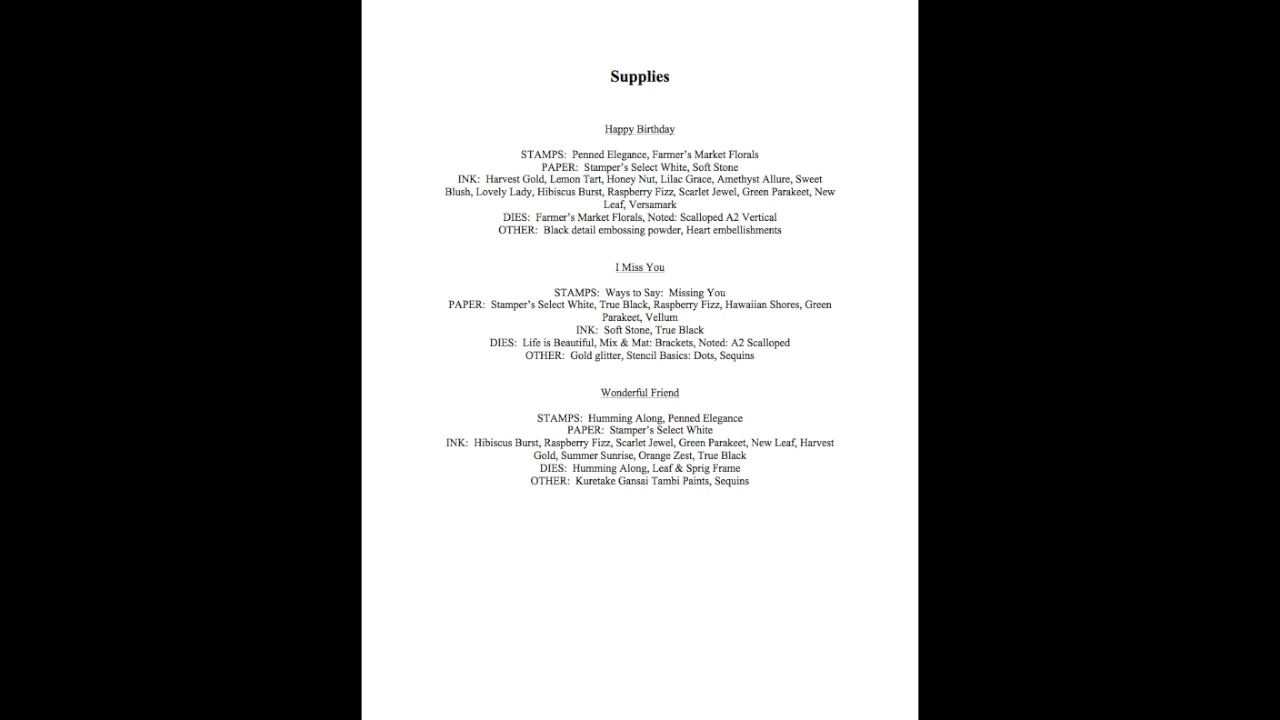 Supplies
Happy Birthday
STAMPS: Penned Elegance, Farmer's Market Florals
PAPER: Stamper's Select White, Soft Stone
INK: Harvest Gold, Lemon Tart, Honey Nut, Lilac Grace, Amethyst Allure, Sweet
Blush, Lovely Lady, Hibiscus Burst, Raspberry Fizz, Scarlet Jewel, Green Parakeet, New
Leaf, Versamark
DIES: Farmer's Market Florals, Noted: Scalloped A2 Vertical
OTHER: Black detail embossing powder, Heart embellishments
I Miss You
STAMPS: Ways to Say: Missing You
PAPER: Stamper's Select White, True Black, Raspberry Fizz, Hawaiian Shores, Green
Parakeet, Vellum
INK: Soft Stone, True Black
DIES: Life is Beautiful, Mix & Mat: Brackets, Noted: A2 Scalloped
OTHER: Gold glitter, Stencil Basics: Dots, Sequins
Wonderful Friend
STAMPS: Humming Along, Penned Elegance
PAPER: Stamper's Select White
INK: Hibiscus Burst, Raspberry Fizz, Scarlet Jewel, Green Parakeet, New Leaf, Harvest
Gold, Summer Sunrise, Orange Zest, True Black
DIES: Humming Along, Leaf & Sprig Frame
OTHER: Kuretake Gansai Tambi Paints, Sequins